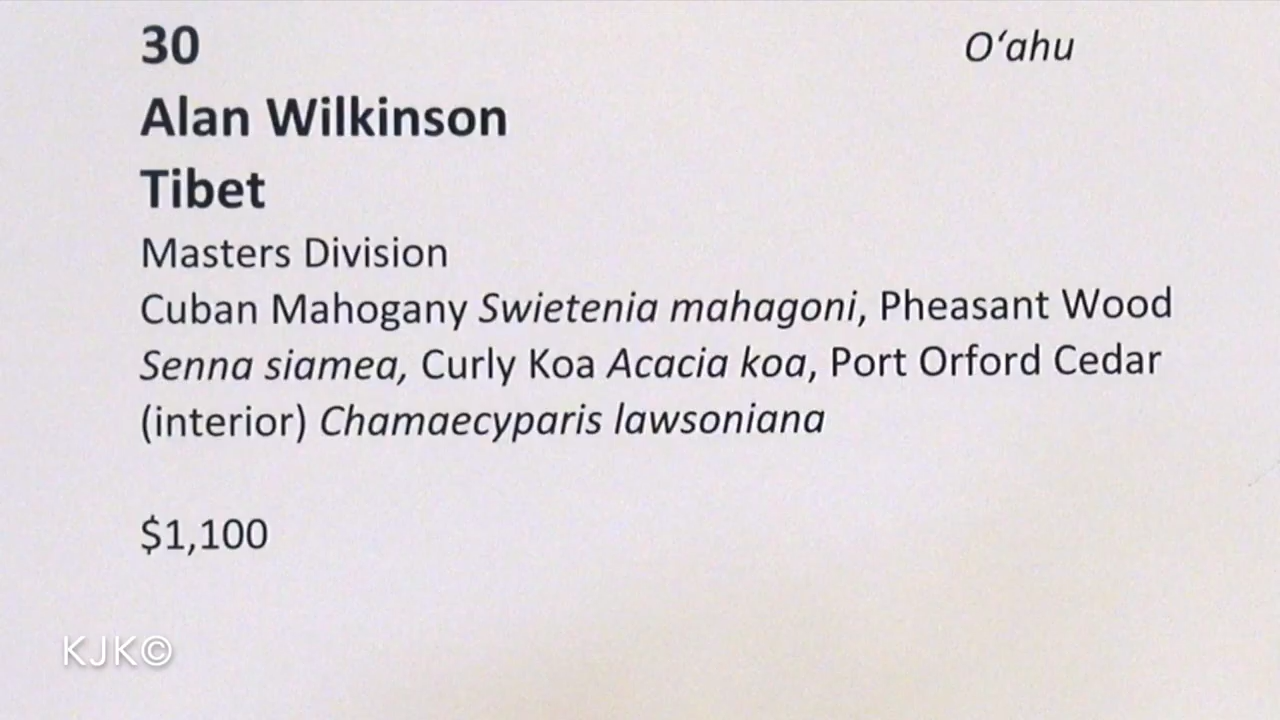 30 Oʻahu
Alan Wilkinson
Tibet
Masters Division
Cuban Mahogany Swietenia mahagoni, Pheasant Wood
Senna siamea, Curly Koa Acacia koa, Port Orford Cedar
(interior) Chamaecyparis lawsoniana
$1,100
KJK©